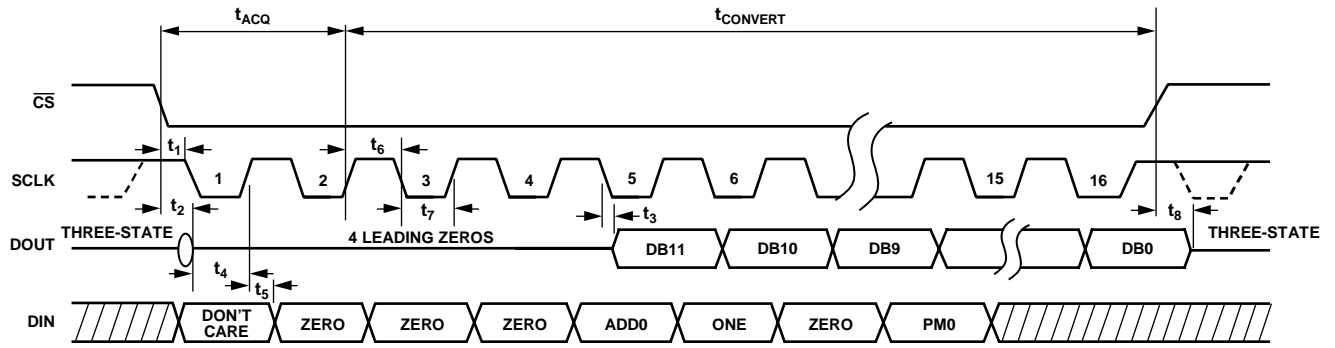 tACQ tCONVERT
CS
t1 t6
SCLK 1 2 3 4 5 6 15 16
t2 t7 t3 t8
THREE-STATE 4 LEADING ZEROS THREE-STATE
DOUT DB11 DB10 DB9 DB0
t4 t5
DIN DON'T CARE ZERO ZERO ZERO ADD0 ONE ZERO PM0